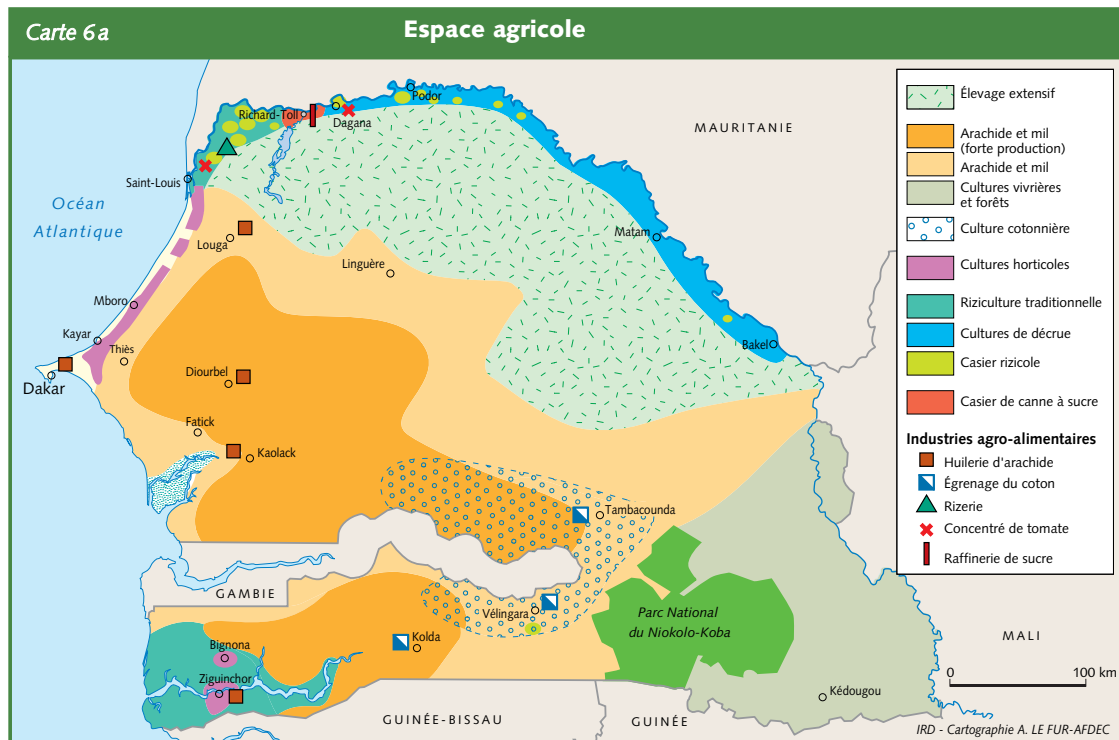 Carte 6a
Espace agricole
Podor
Richard-Toll
Dagana
MAURITANIE
Saint-Louis
Océan
Atlantique
Louga
Matam
Linguère
Mboro
Kayar
Thiès
Bakel
Dakar
Diourbel
Fatick
Kaolack
Tambacounda
GAMBIE
Vélingara
Parc National
du Niokolo-Koba
Bignona
Kolda
MALI
Ziguinchor
Kédougou
GUINÉE-BISSAU
GUINÉE
0 100 km
IRD - Cartographie A. LE FUR-AFDEC
Élevage extensif
Arachide et mil
(forte production)
Arachide et mil
Cultures vivrières
et forêts
Culture cotonnière
Cultures horticoles
Riziculture traditionnelle
Cultures de décrue
Casier rizicole
Casier de canne à sucre
Industries agro-alimentaires
Huilerie d'arachide
Égrenage du coton
Rizerie
Concentré de tomate
Raffinerie de sucre